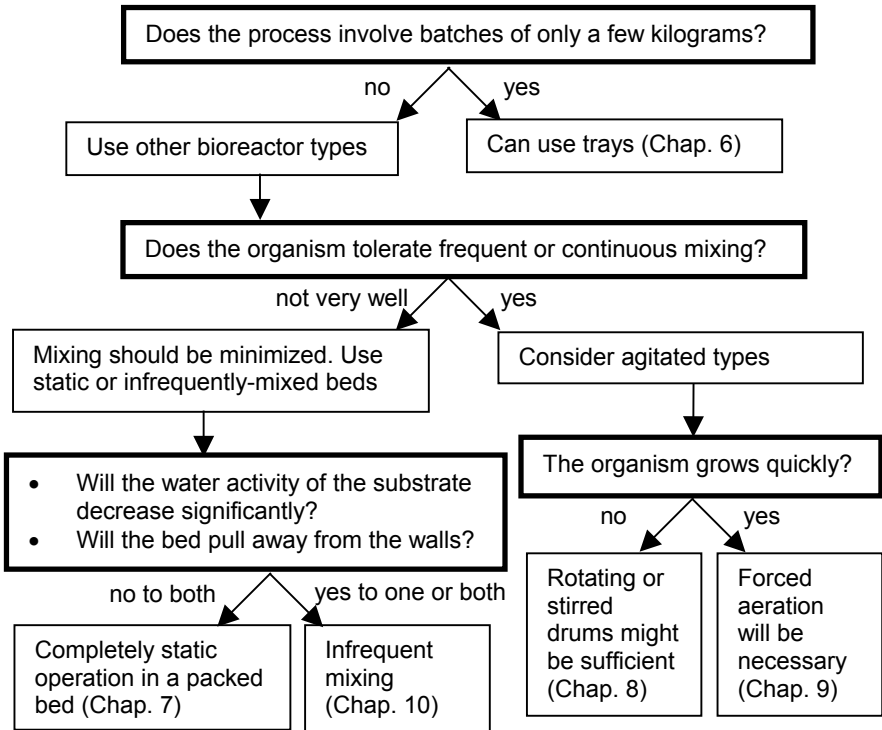 Does the process involve batches of only a few kilograms?
no
yes
Use other bioreactor types
Can use trays (Chap. 6)
Does the organism tolerate frequent or continuous mixing?
not very well
yes
Mixing should be minimized. Use
static or infrequently-mixed beds
Consider agitated types
• Will the water activity of the substrate
decrease significantly?
• Will the bed pull away from the walls?
The organism grows quickly?
no to both
yes to one or both
no
yes
Completely static
operation in a packed
bed (Chap. 7)
Infrequent
mixing
(Chap. 10)
Rotating or
stirred
drums might
be sufficient
(Chap. 8)
Forced
aeration
will be
necessary
(Chap. 9)